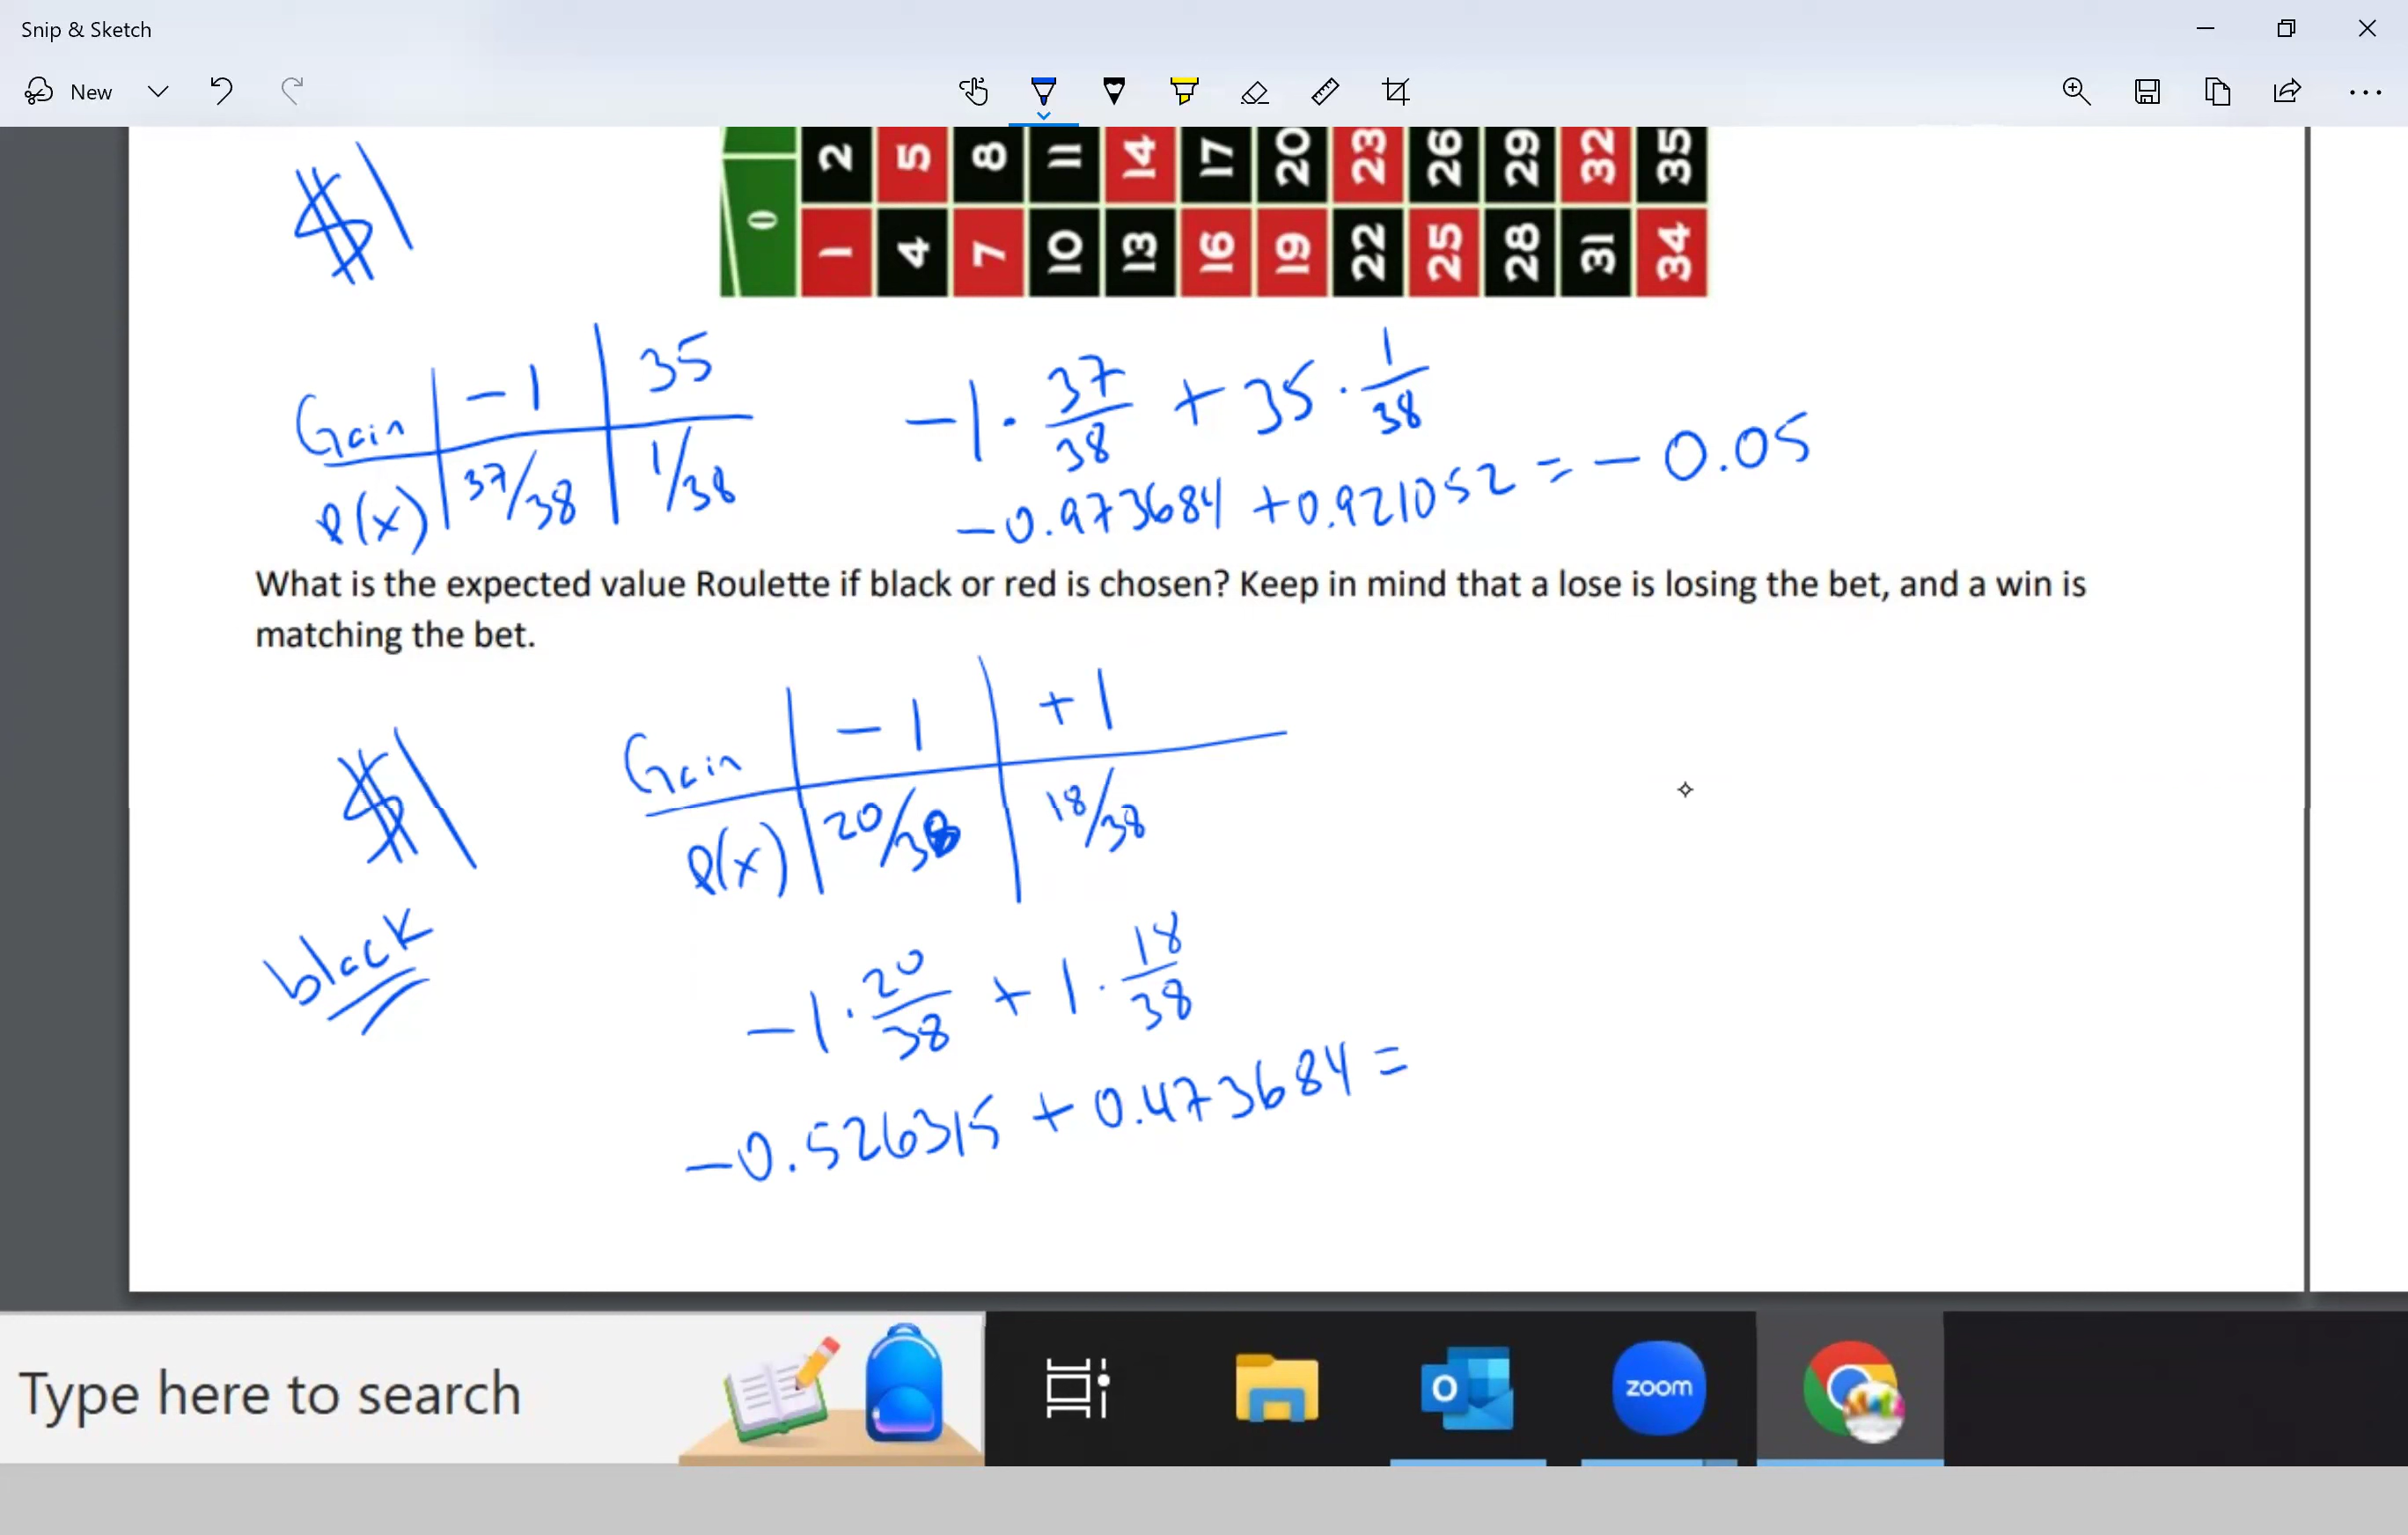 Snip & Sketch
New
$1
0 2 5 8 11 14 17 20 23 26 29 32 35
1 4 7 10 13 16 19 22 25 28 31 34
Gain -1 35
P(x) 37/38 1/38
-1 · 37/38 + 35 · 1/38
-0.973684 + 0.921052 = -0.05
What is the expected value Roulette if black or red is chosen? Keep in mind that a lose is losing the bet, and a win is
matching the bet.
$1
Gain -1 +1
P(x) 20/38 18/38
black
-1 · 20/38 + 1 · 18/38
-0.526315 + 0.473684 =
Type here to search
O
zoom